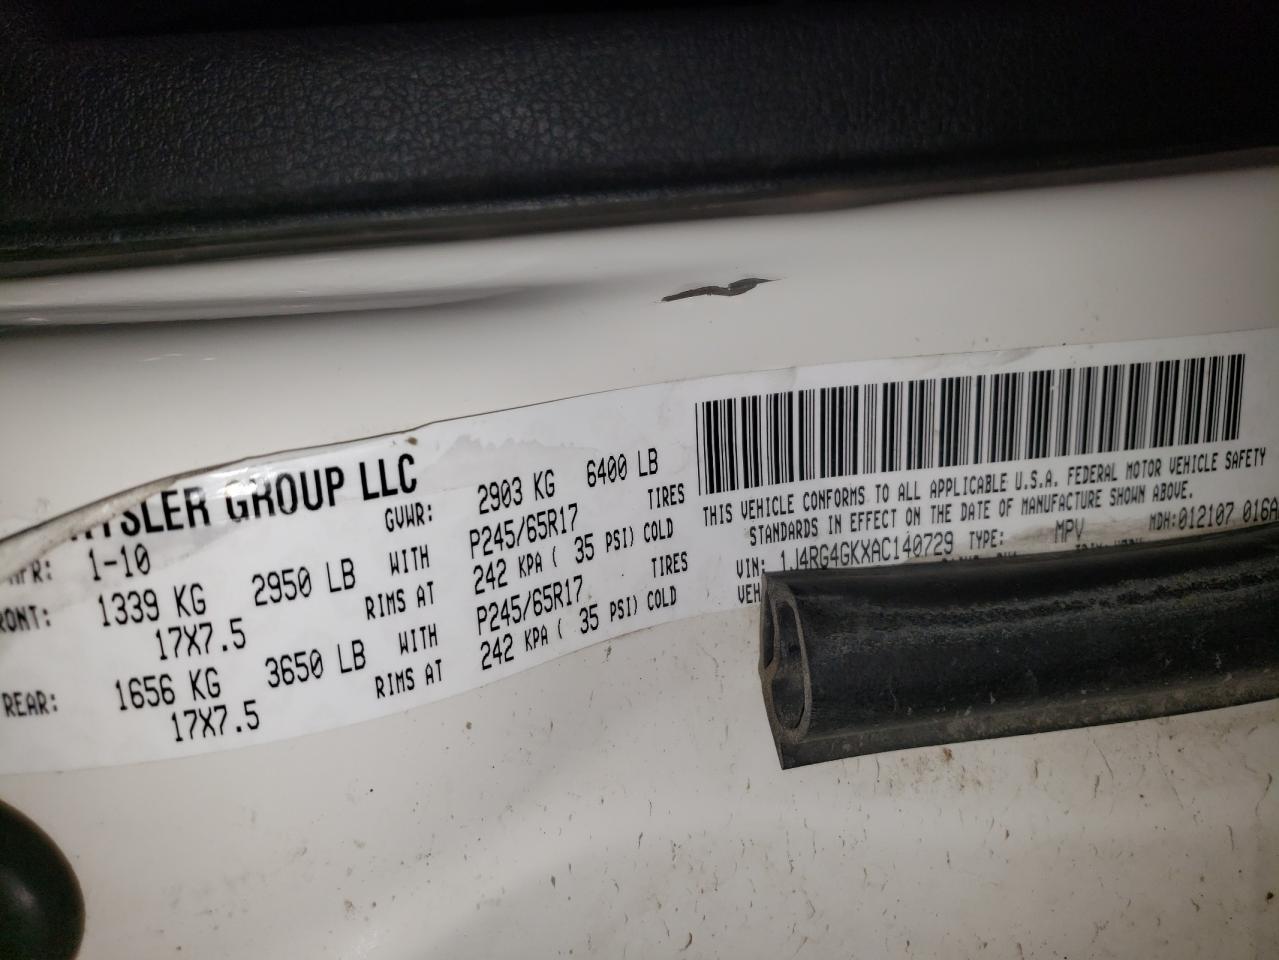 GROUP LLC
1-10 GVWR: 2903 KG 6400 LB
1339 KG 2950 LB WITH P245/65R17 TIRES
17X7.5 RIMS AT 242 KPA ( 35 PSI) COLD
REAR: 1656 KG 3650 LB WITH P245/65R17 TIRES
17X7.5 RIMS AT 242 KPA ( 35 PSI) COLD
THIS VEHICLE CONFORMS TO ALL APPLICABLE U.S.A. FEDERAL MOTOR VEHICLE SAFETY
STANDARDS IN EFFECT ON THE DATE OF MANUFACTURE SHOWN ABOVE.
VIN: 1J4RG4GKXAC140729 TYPE: MPV MDH:012107 016A
VEH